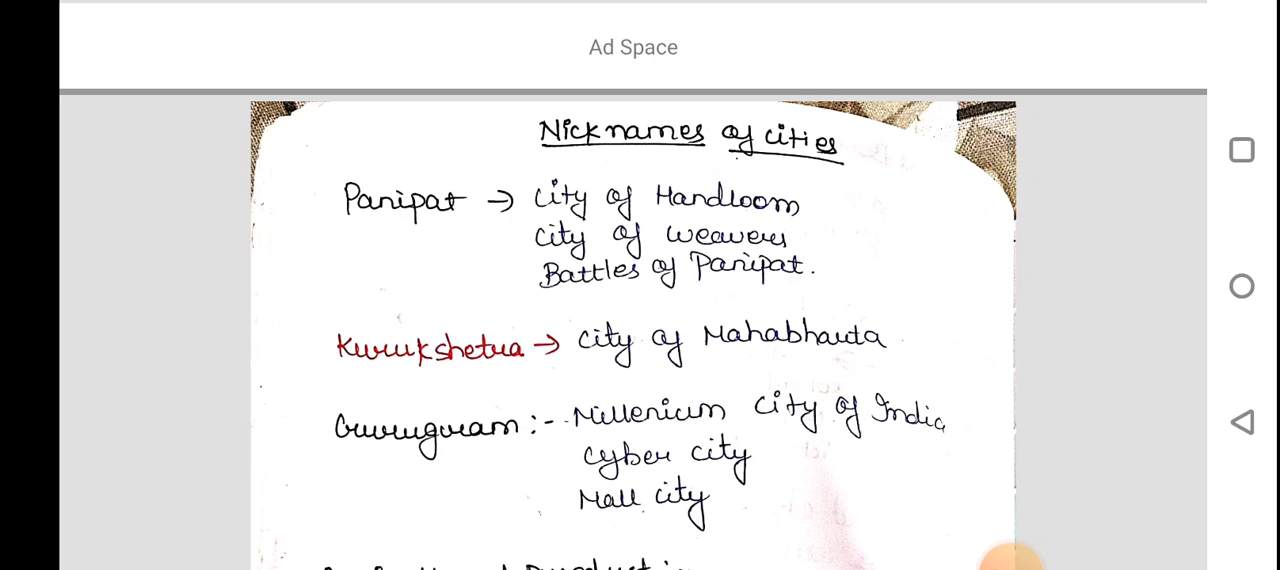 Ad Space
Nicknames of cities
Panipat → City of Handloom
City of weavers
Battles of Panipat.
Kurukshetra → City of Mahabharta
Gurugram :- Millenium City of India
Cyber city
Mall city